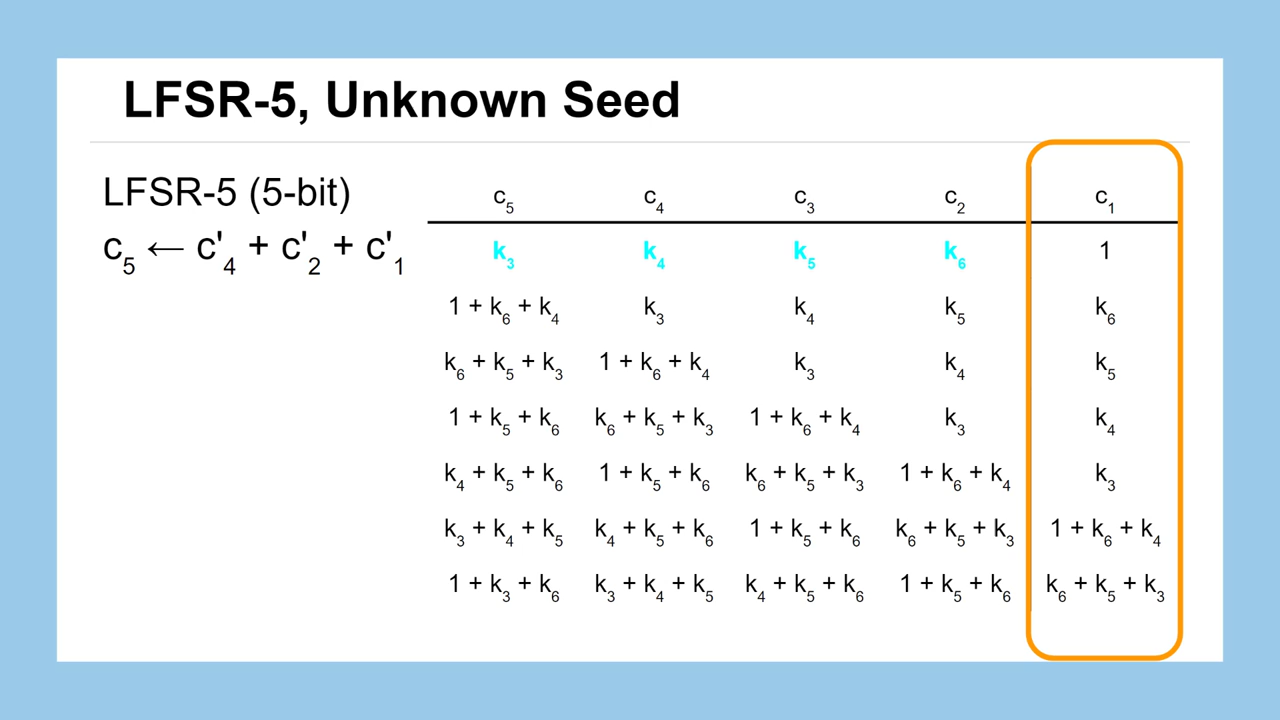 LFSR-5, Unknown Seed
LFSR-5 (5-bit)
c₅ ← c'₄ + c'₂ + c'₁
c₅ c₄ c₃ c₂ c₁
k₃ k₄ k₅ k₆ 1
1 + k₆ + k₄ k₃ k₄ k₅ k₆
k₆ + k₅ + k₃ 1 + k₆ + k₄ k₃ k₄ k₅
1 + k₅ + k₆ k₆ + k₅ + k₃ 1 + k₆ + k₄ k₃ k₄
k₄ + k₅ + k₆ 1 + k₅ + k₆ k₆ + k₅ + k₃ 1 + k₆ + k₄ k₃
k₃ + k₄ + k₅ k₄ + k₅ + k₆ 1 + k₅ + k₆ k₆ + k₅ + k₃ 1 + k₆ + k₄
1 + k₃ + k₆ k₃ + k₄ + k₅ k₄ + k₅ + k₆ 1 + k₅ + k₆ k₆ + k₅ + k₃